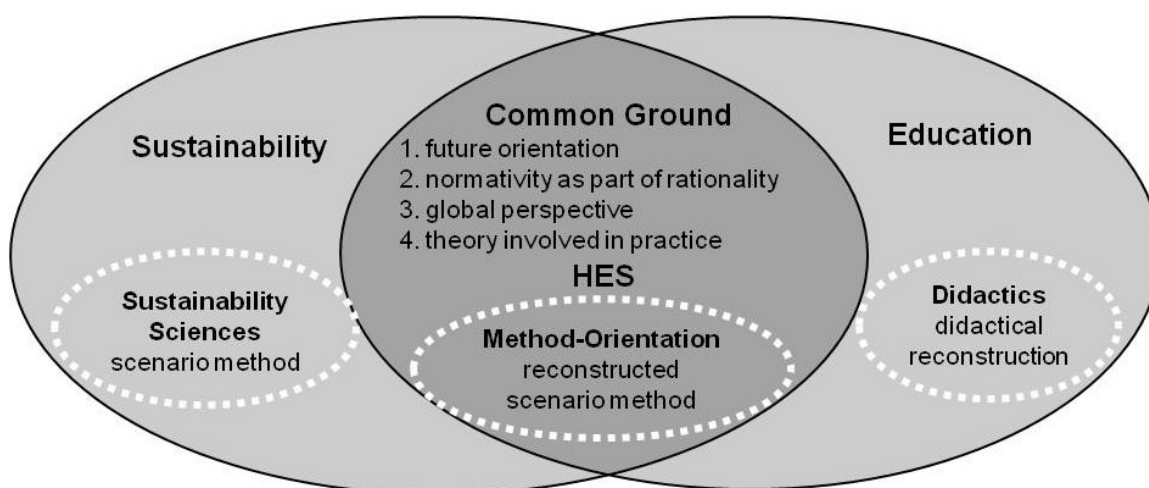 Sustainability
Sustainability
Sciences
scenario method
Common Ground
1. future orientation
2. normativity as part of rationality
3. global perspective
4. theory involved in practice
HES
Method-Orientation
reconstructed
scenario method
Education
Didactics
didactical
reconstruction